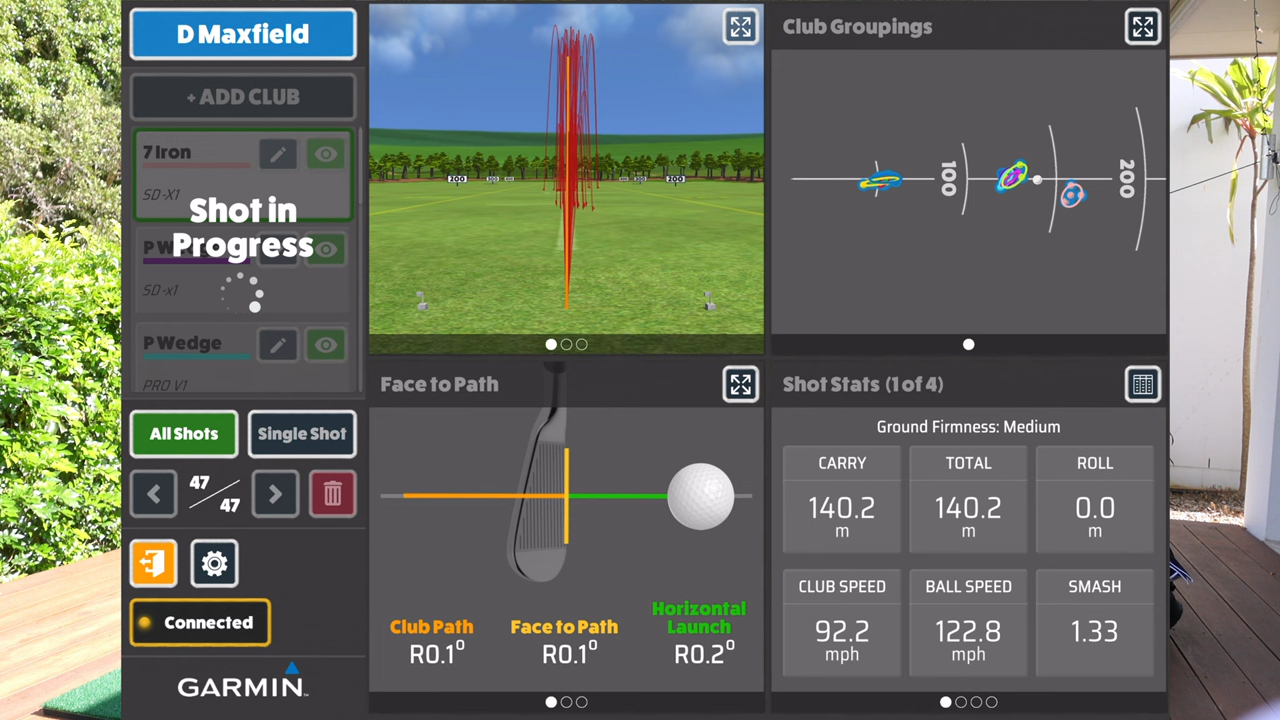 D Maxfield
+ ADD CLUB
7 Iron
SD-X1
Shot in
Progress
SD-x1
P Wedge
PRO V1
All Shots
Single Shot
47
47
Connected
GARMIN
200
200
Club Groupings
100
200
Face to Path
Club Path
R0.1°
Face to Path
R0.1°
Horizontal
Launch
R0.2°
Shot Stats (1 of 4)
Ground Firmness: Medium
CARRY
140.2
m
TOTAL
140.2
m
ROLL
0.0
m
CLUB SPEED
92.2
mph
BALL SPEED
122.8
mph
SMASH
1.33